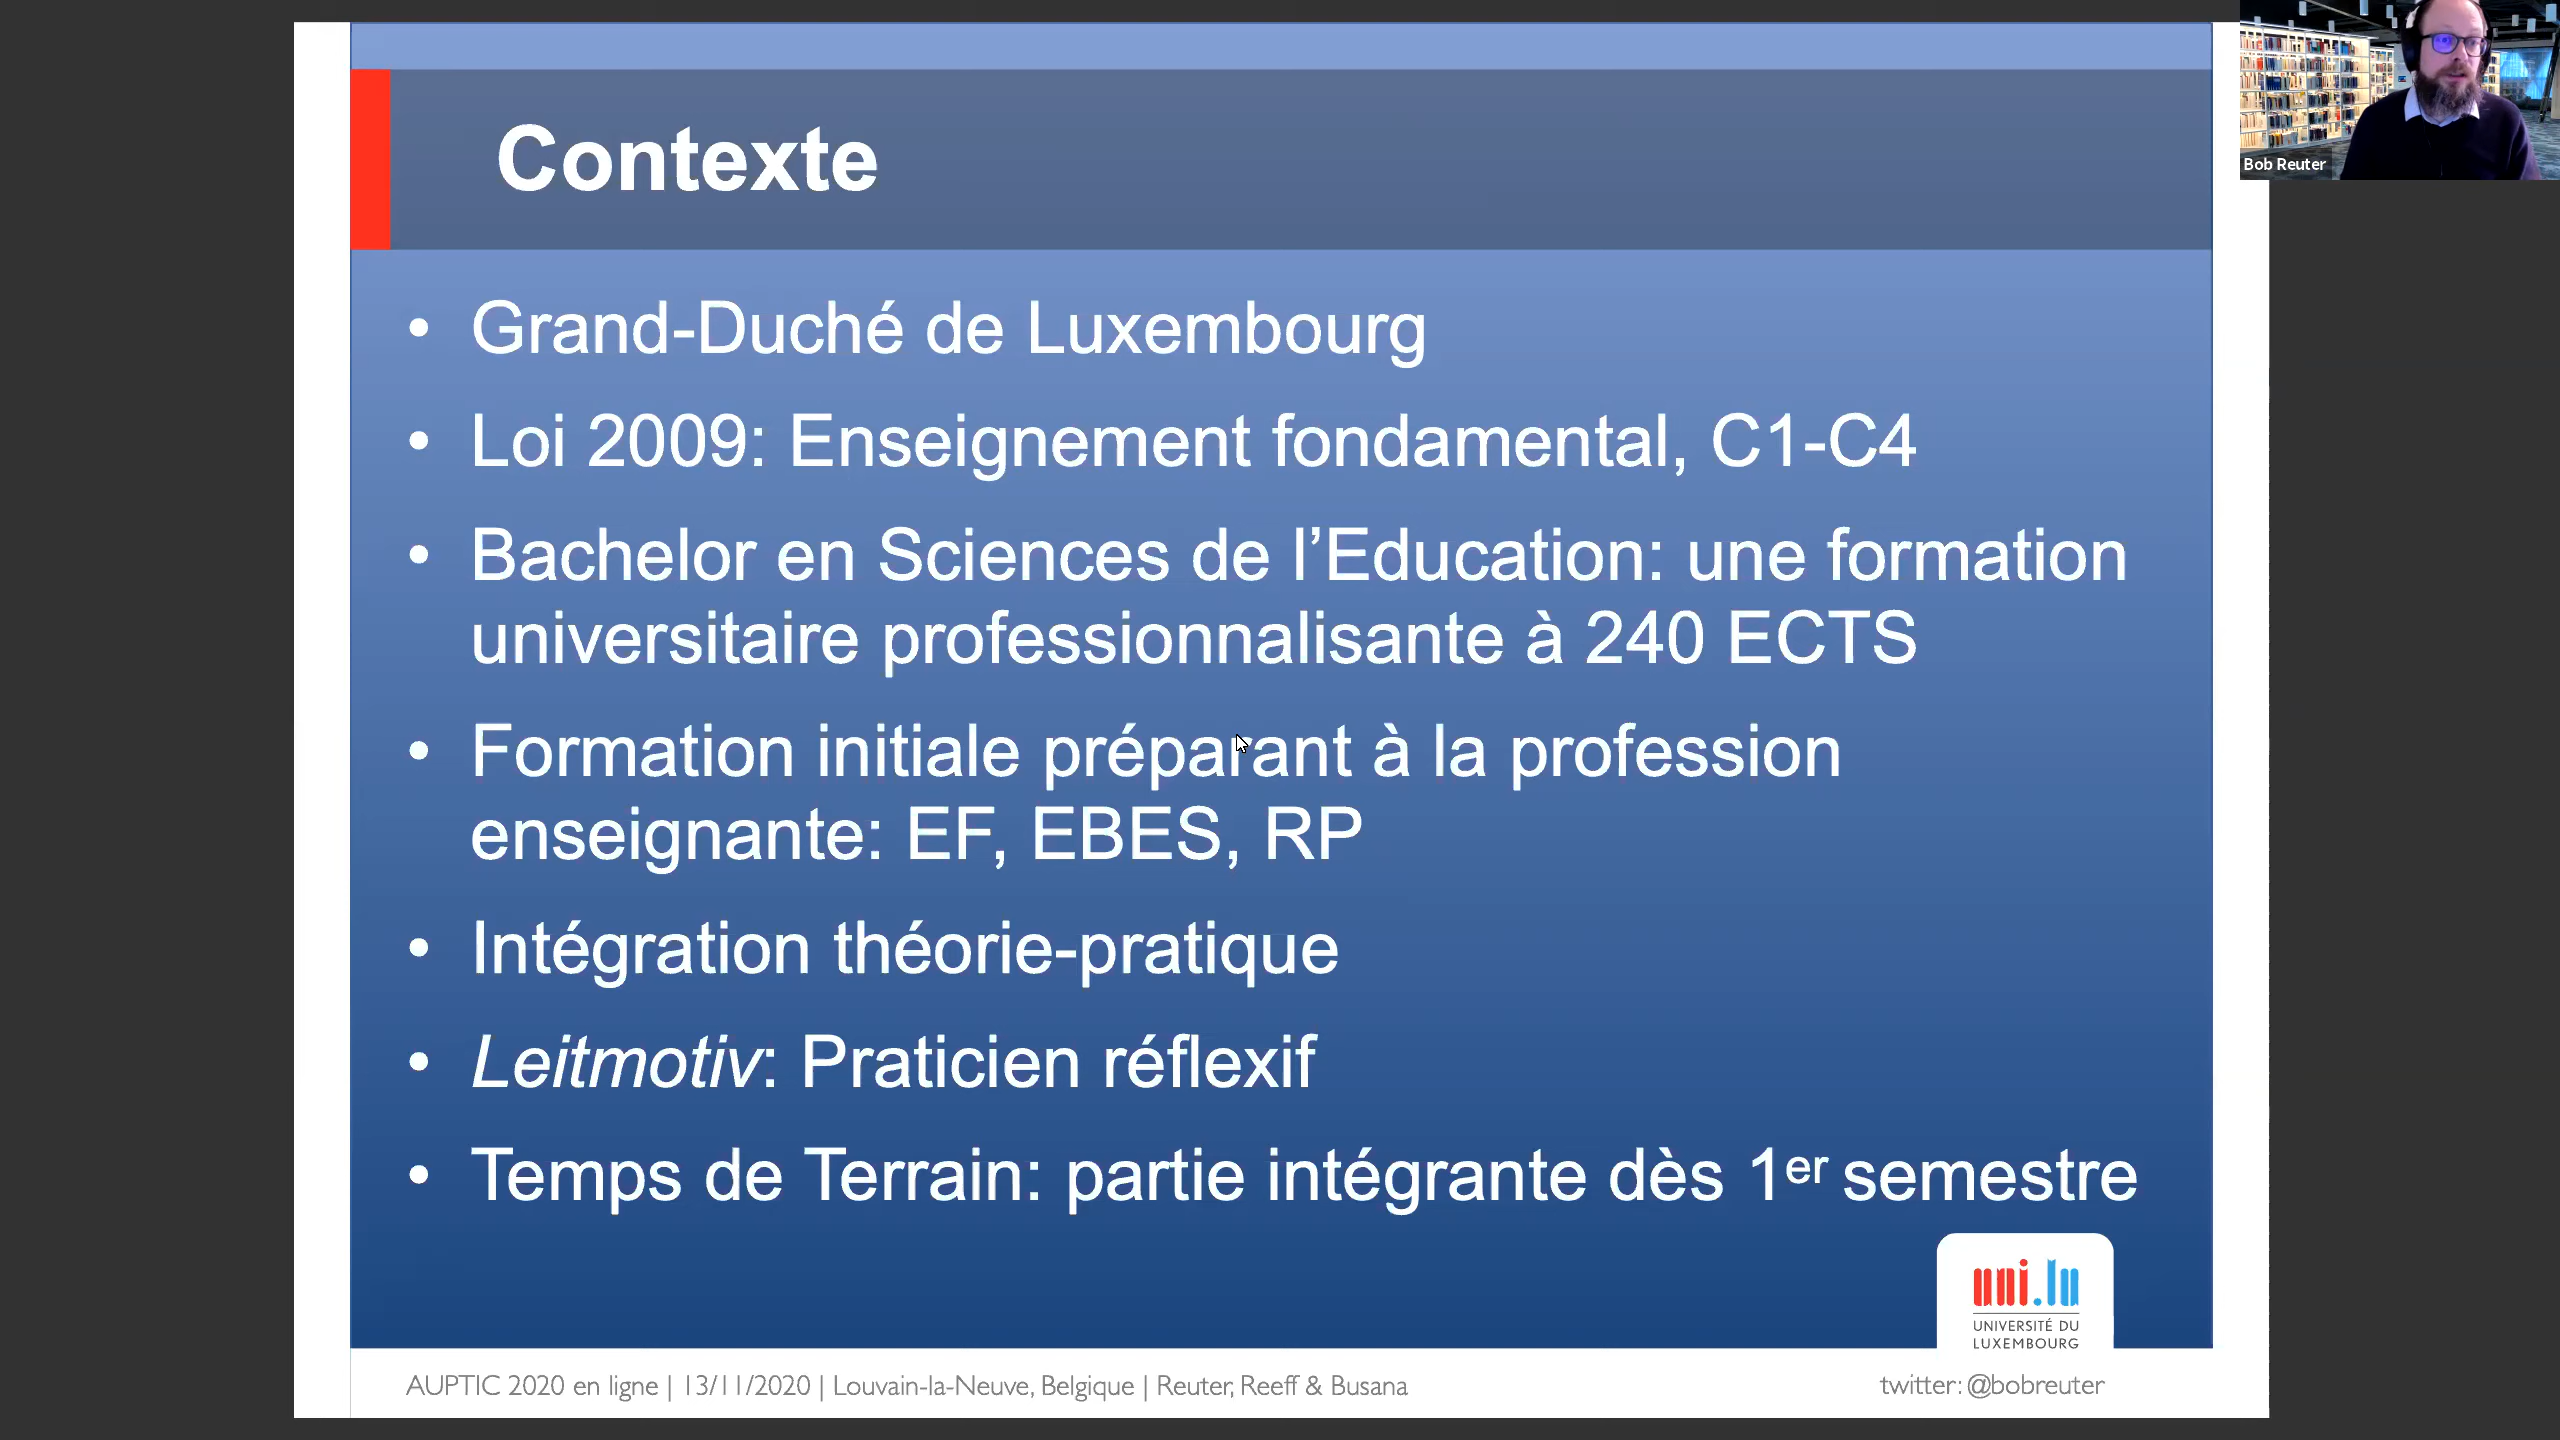 Contexte
Bob Reuter
• Grand-Duché de Luxembourg
• Loi 2009: Enseignement fondamental, C1-C4
• Bachelor en Sciences de l’Education: une formation
universitaire professionnalisante à 240 ECTS
• Formation initiale préparant à la profession
enseignante: EF, EBES, RP
• Intégration théorie-pratique
• Leitmotiv: Praticien réflexif
• Temps de Terrain: partie intégrante dès 1er semestre
uni.lu
UNIVERSITÉ DU
LUXEMBOURG
AUPTIC 2020 en ligne | 13/11/2020 | Louvain-la-Neuve, Belgique | Reuter, Reeff & Busana
twitter: @bobreuter